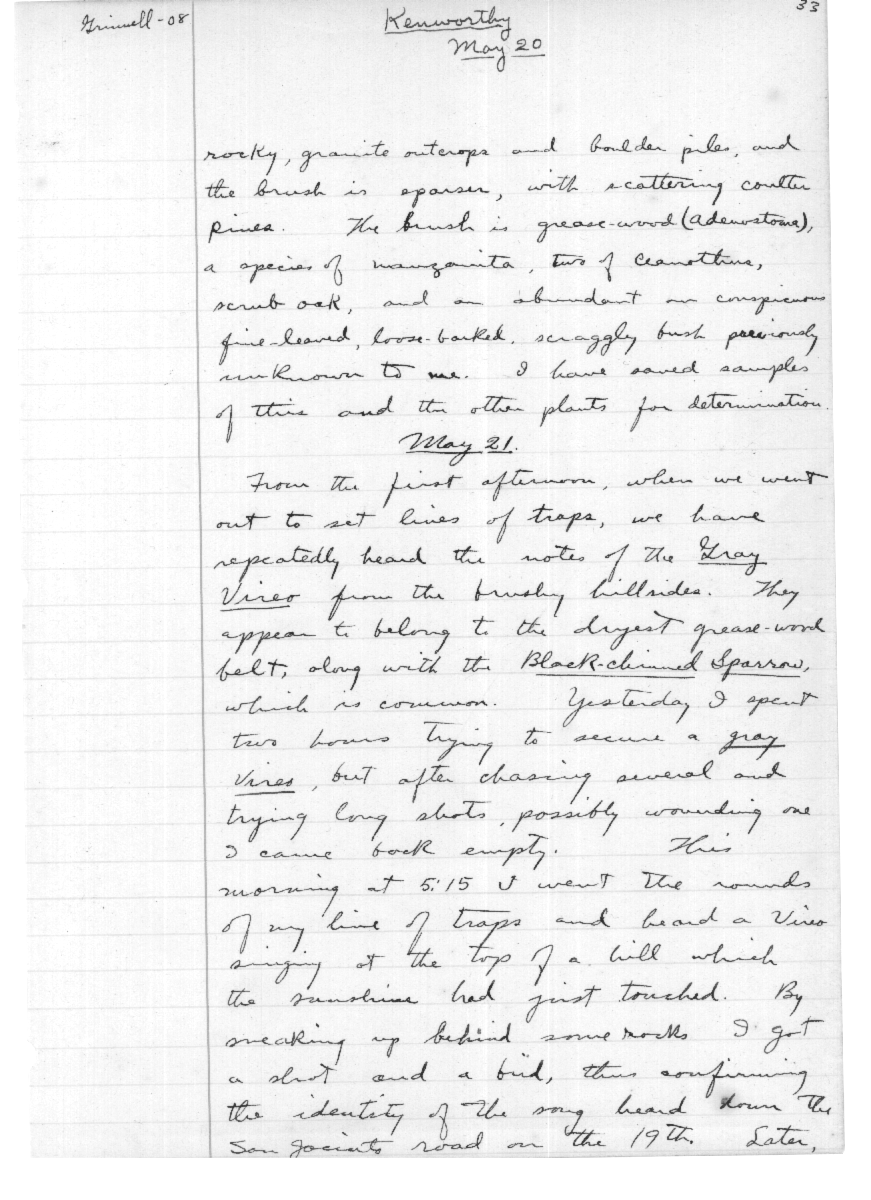 33
Grinnell-08
Kenworthy
May 20
rocky, granite outcrops and boulder piles, and
the brush is sparser, with scattering coulter
pines. The brush is grease-wood (Adenostoma),
a species of manzanita, two of Ceanothus,
scrub oak, and an abundant an conspicuous
fine-leaved, loose-barked, scraggly bush previously
unknown to me. I have saved samples
of this and the other plants for determination.
May 21.
From the first afternoon, when we went
out to set lines of traps, we have
repeatedly heard the notes of the Gray
Vireo from the brushy hillsides. They
appear to belong to the dryest grease-wood
belt, along with the Black-chinned Sparrow,
which is common. Yesterday I spent
two hours trying to secure a gray
vireo, but after chasing several and
trying long shots, possibly wounding one
I came back empty. This
morning at 5:15 I went the rounds
of my line of traps and heard a Vireo
singing at the top of a hill which
the sunshine had just touched. By
sneaking up behind some rocks I got
a shot and a bird, thus confirming
the identity of the song heard down the
San Jacinto road on the 19th. Later,